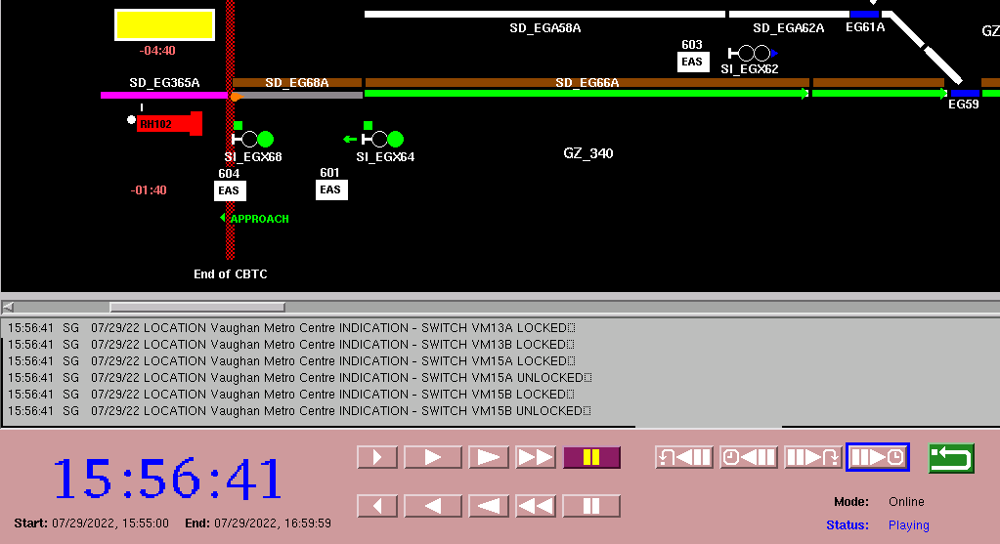 SD_EGA58A
SD_EGA62A
EG61A
GZ
-04:40
603
EAS
SI_EGX62
SD_EG365A
SD_EG68A
SD_EG66A
EG59
RH102
SI_EGX68
SI_EGX64
GZ_340
604
EAS
601
EAS
-01:40
APPROACH
End of CBTC
15:56:41 SG 07/29/22 LOCATION Vaughan Metro Centre INDICATION - SWITCH VM13A LOCKED
15:56:41 SG 07/29/22 LOCATION Vaughan Metro Centre INDICATION - SWITCH VM13B LOCKED
15:56:41 SG 07/29/22 LOCATION Vaughan Metro Centre INDICATION - SWITCH VM15A LOCKED
15:56:41 SG 07/29/22 LOCATION Vaughan Metro Centre INDICATION - SWITCH VM15A UNLOCKED
15:56:41 SG 07/29/22 LOCATION Vaughan Metro Centre INDICATION - SWITCH VM15B LOCKED
15:56:41 SG 07/29/22 LOCATION Vaughan Metro Centre INDICATION - SWITCH VM15B UNLOCKED
15:56:41
Start: 07/29/2022, 15:55:00 End: 07/29/2022, 16:59:59
Mode: Online
Status: Playing